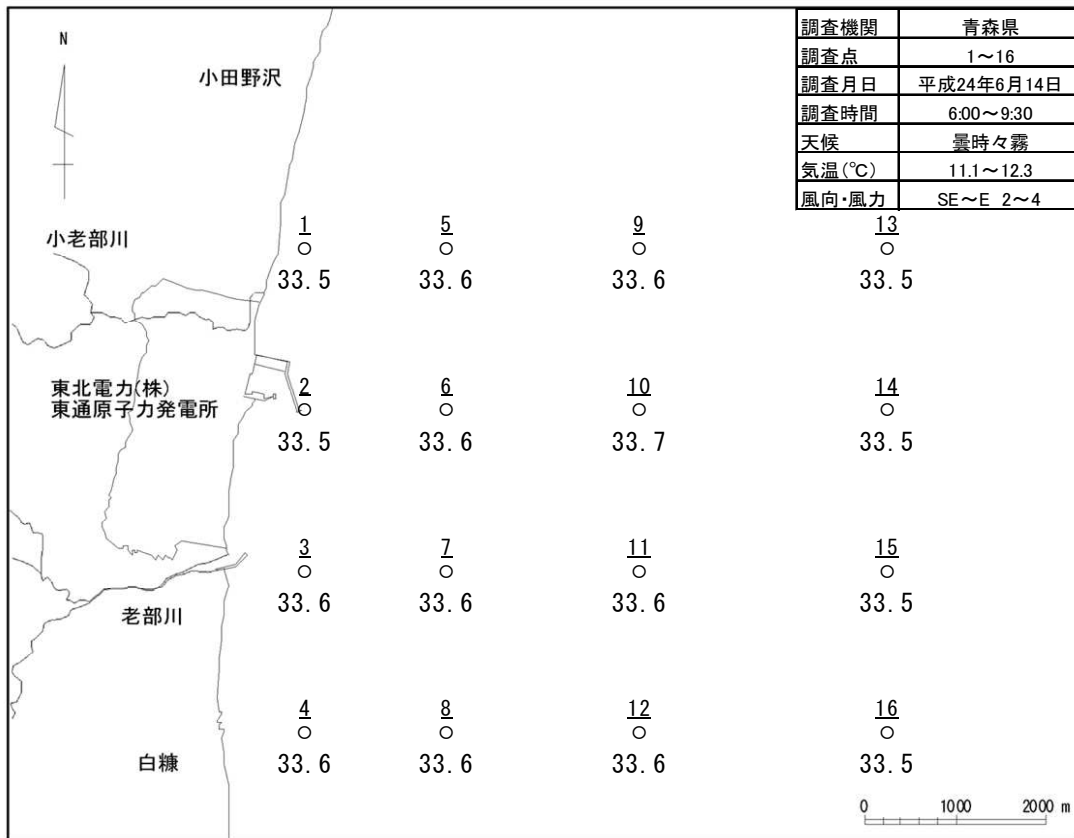 調査機関 青森県
調査点 1～16
調査月日 平成24年6月14日
調査時間 6:00～9:30
天候 曇時々霧
気温(℃) 11.1～12.3
風向・風力 SE～E 2～4
N
小田野沢
小老部川
1 5 9 13
33.5 33.6 33.6 33.5
東北電力(株)
東通原子力発電所
2 6 10 14
33.5 33.6 33.7 33.5
3 7 11 15
33.6 33.6 33.6 33.5
老部川
4 8 12 16
33.6 33.6 33.6 33.5
白糠
0 1000 2000 m